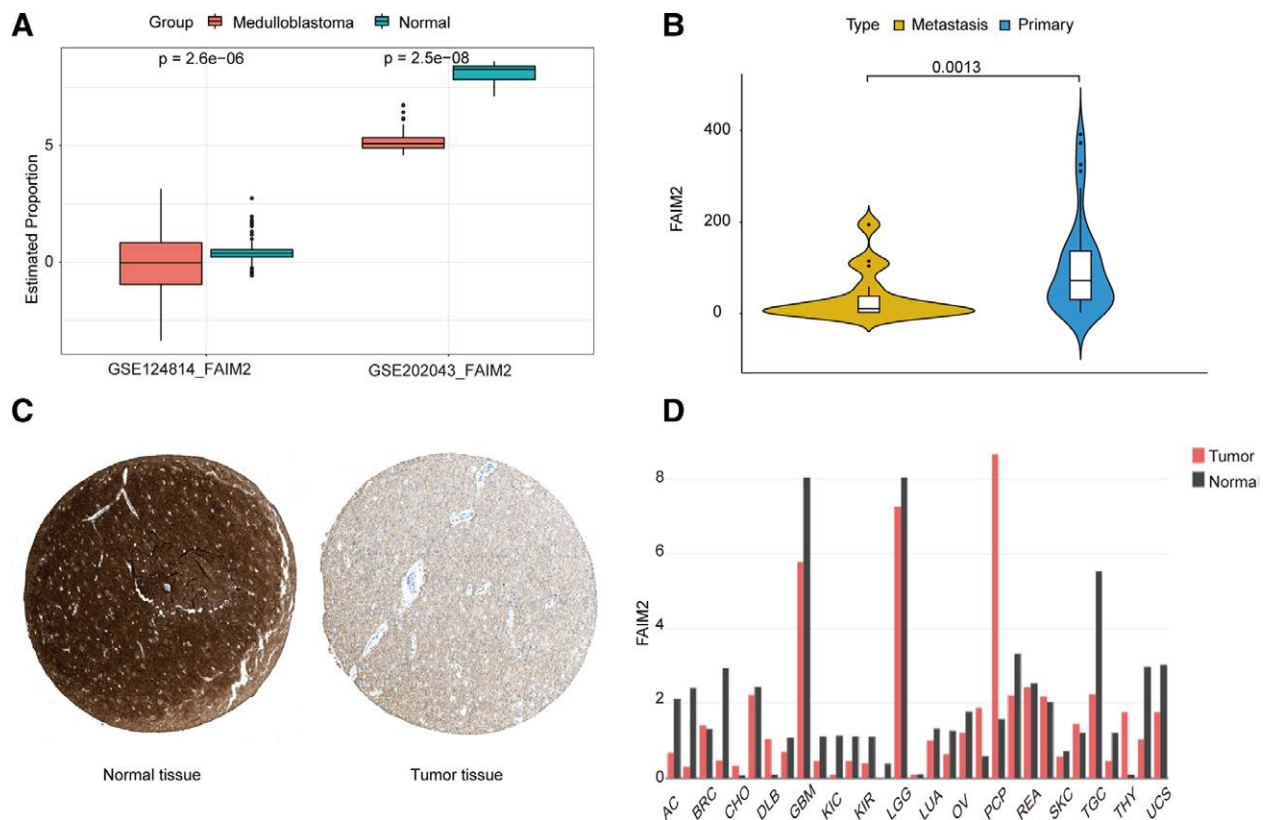 A
Group Medulloblastoma Normal
p = 2.6e−06
p = 2.5e−08
Estimated Proportion
5
0
GSE124814_FAIM2
GSE202043_FAIM2
B
Type Metastasis Primary
0.0013
FAIM2
400
200
0
C
Normal tissue
Tumor tissue
D
Tumor
Normal
FAIM2
8
6
4
2
0
AC
BRC
CHO
DLB
GBM
KIC
KIR
LGG
LUA
OV
PCP
REA
SKC
TGC
THY
UCS